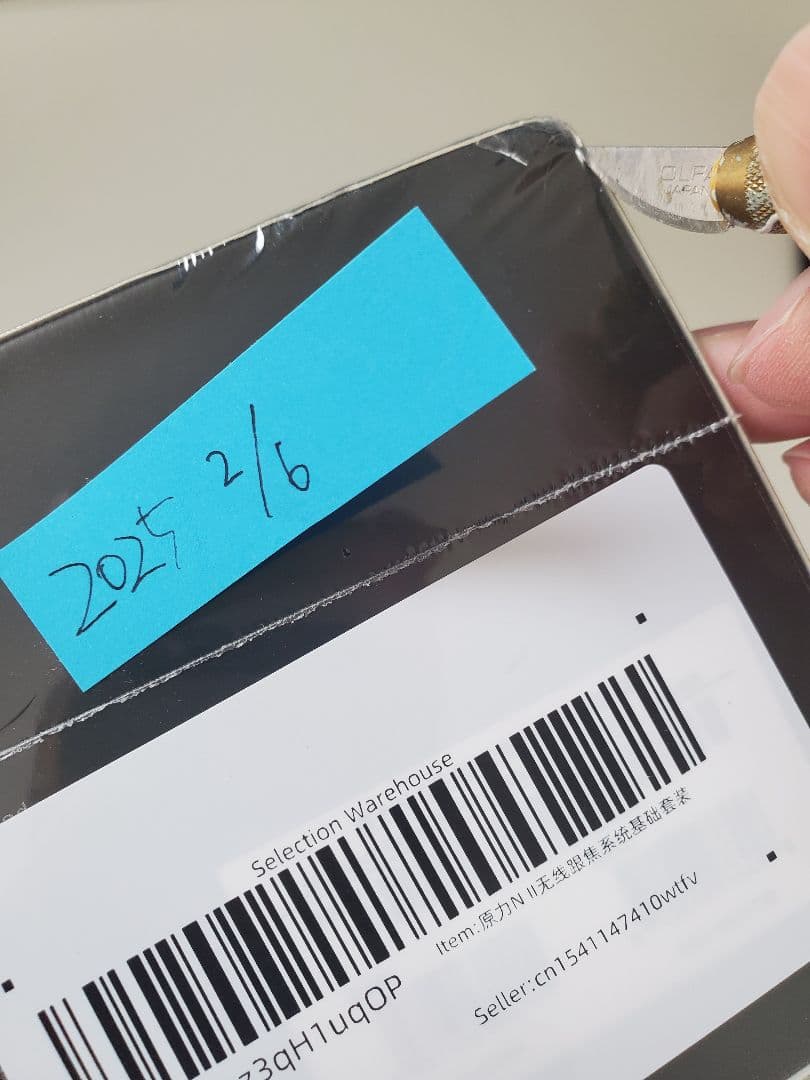 OLFA
JAPAN
2025 2/6
Selection Warehouse
z3qH1uqOP
Item:原力N II无线跟焦系统基础套装
Seller:cn1541147410wtfv